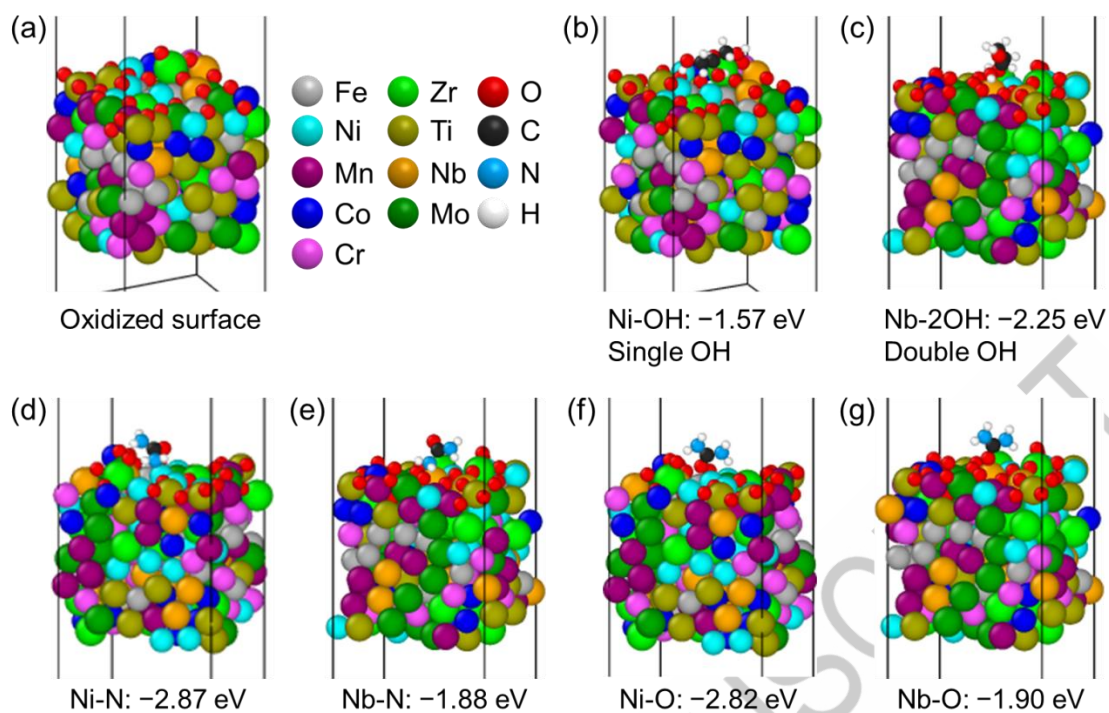 (a)
Fe
Zr
O
Ni
Ti
C
Mn
Nb
N
Co
Mo
H
Cr
(b)
(c)
Oxidized surface
Ni-OH: −1.57 eV
Single OH
Nb-2OH: −2.25 eV
Double OH
(d)
(e)
(f)
(g)
Ni-N: −2.87 eV
Nb-N: −1.88 eV
Ni-O: −2.82 eV
Nb-O: −1.90 eV